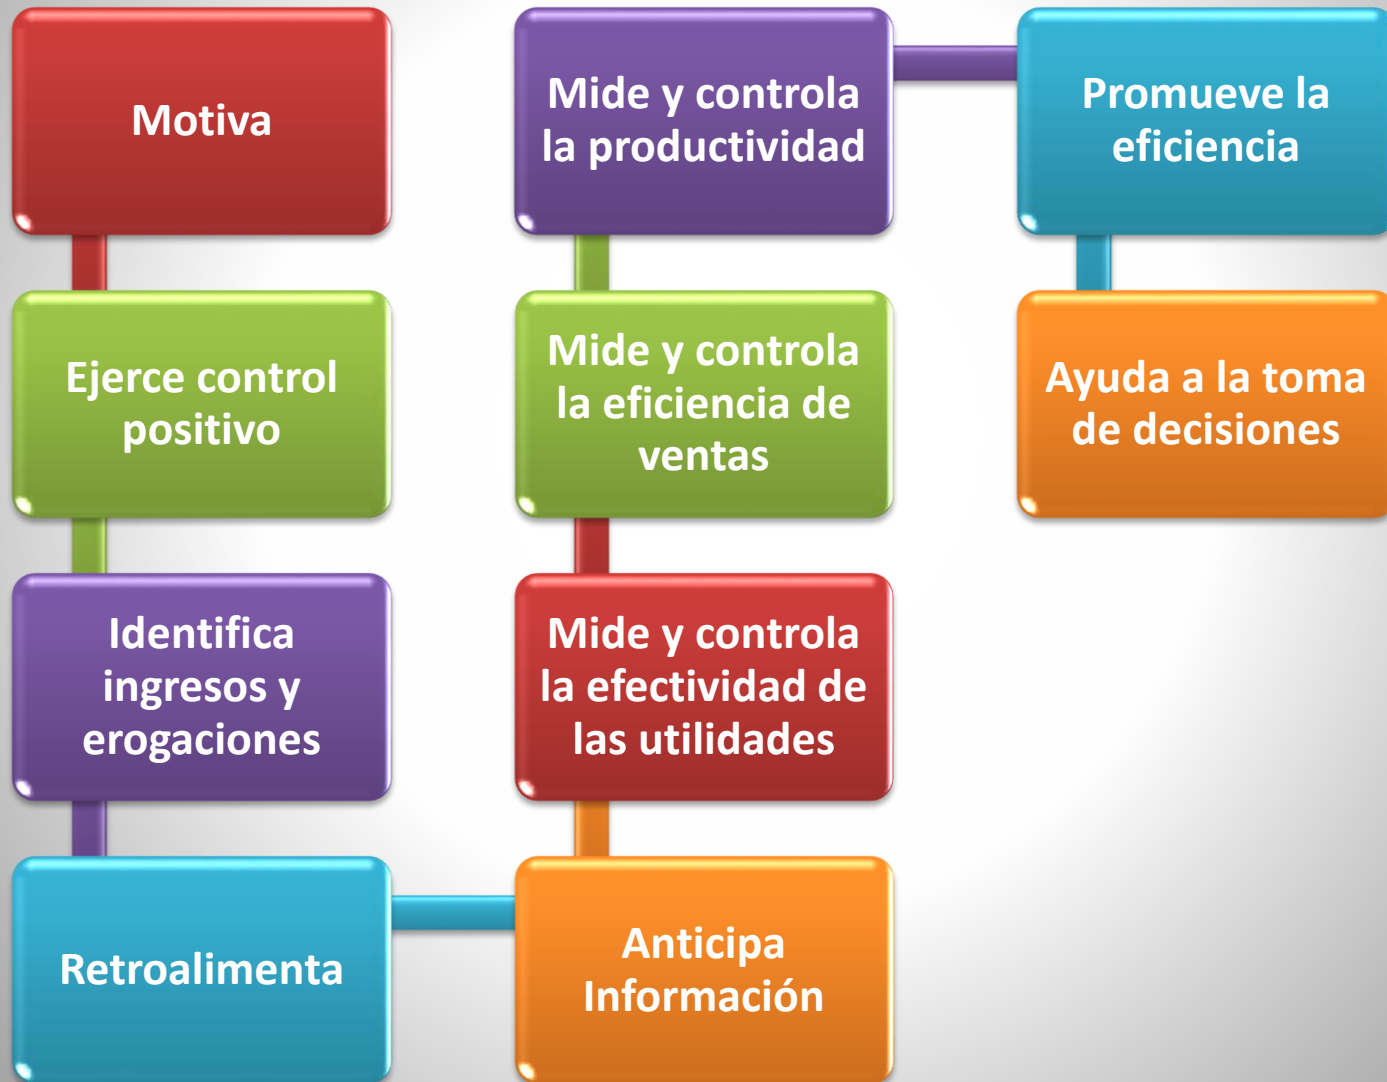 Motiva
Ejerce control
positivo
Identifica
ingresos y
erogaciones
Retroalimenta
Anticipa
Información
Mide y controla
la efectividad de
las utilidades
Mide y controla
la eficiencia de
ventas
Mide y controla
la productividad
Promueve la
eficiencia
Ayuda a la toma
de decisiones